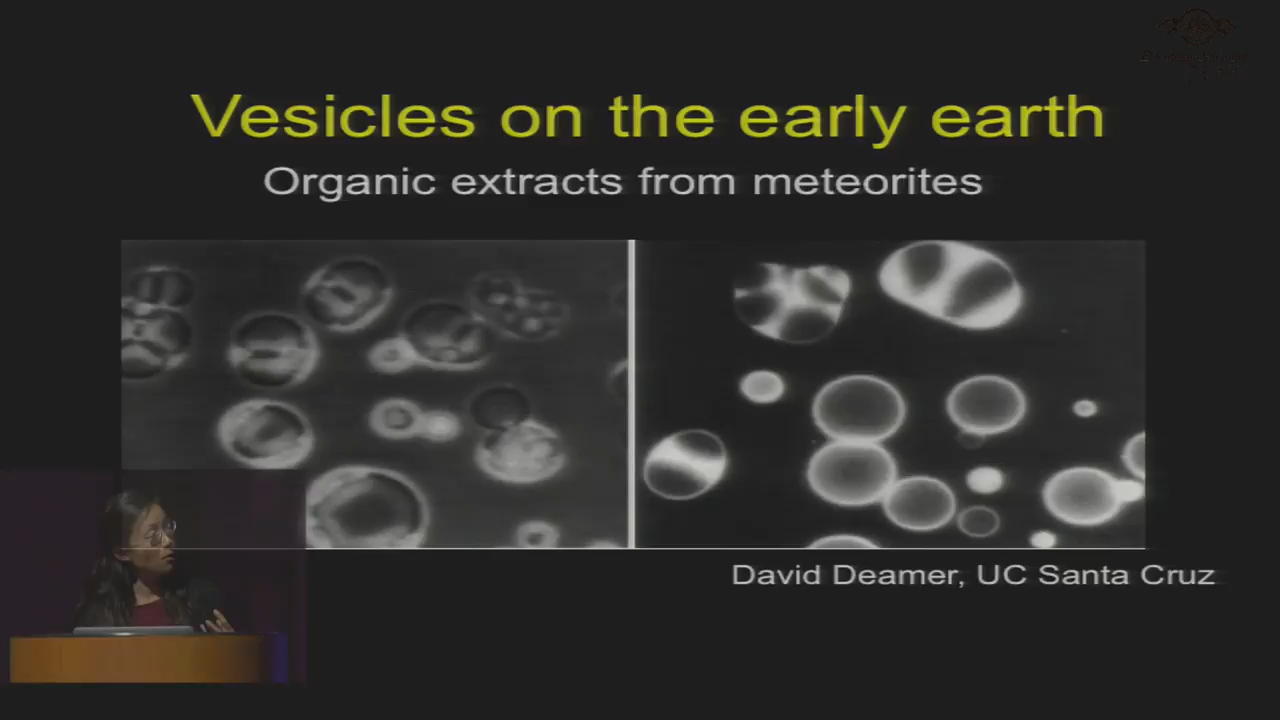 Vesicles on the early earth
Organic extracts from meteorites
David Deamer, UC Santa Cruz